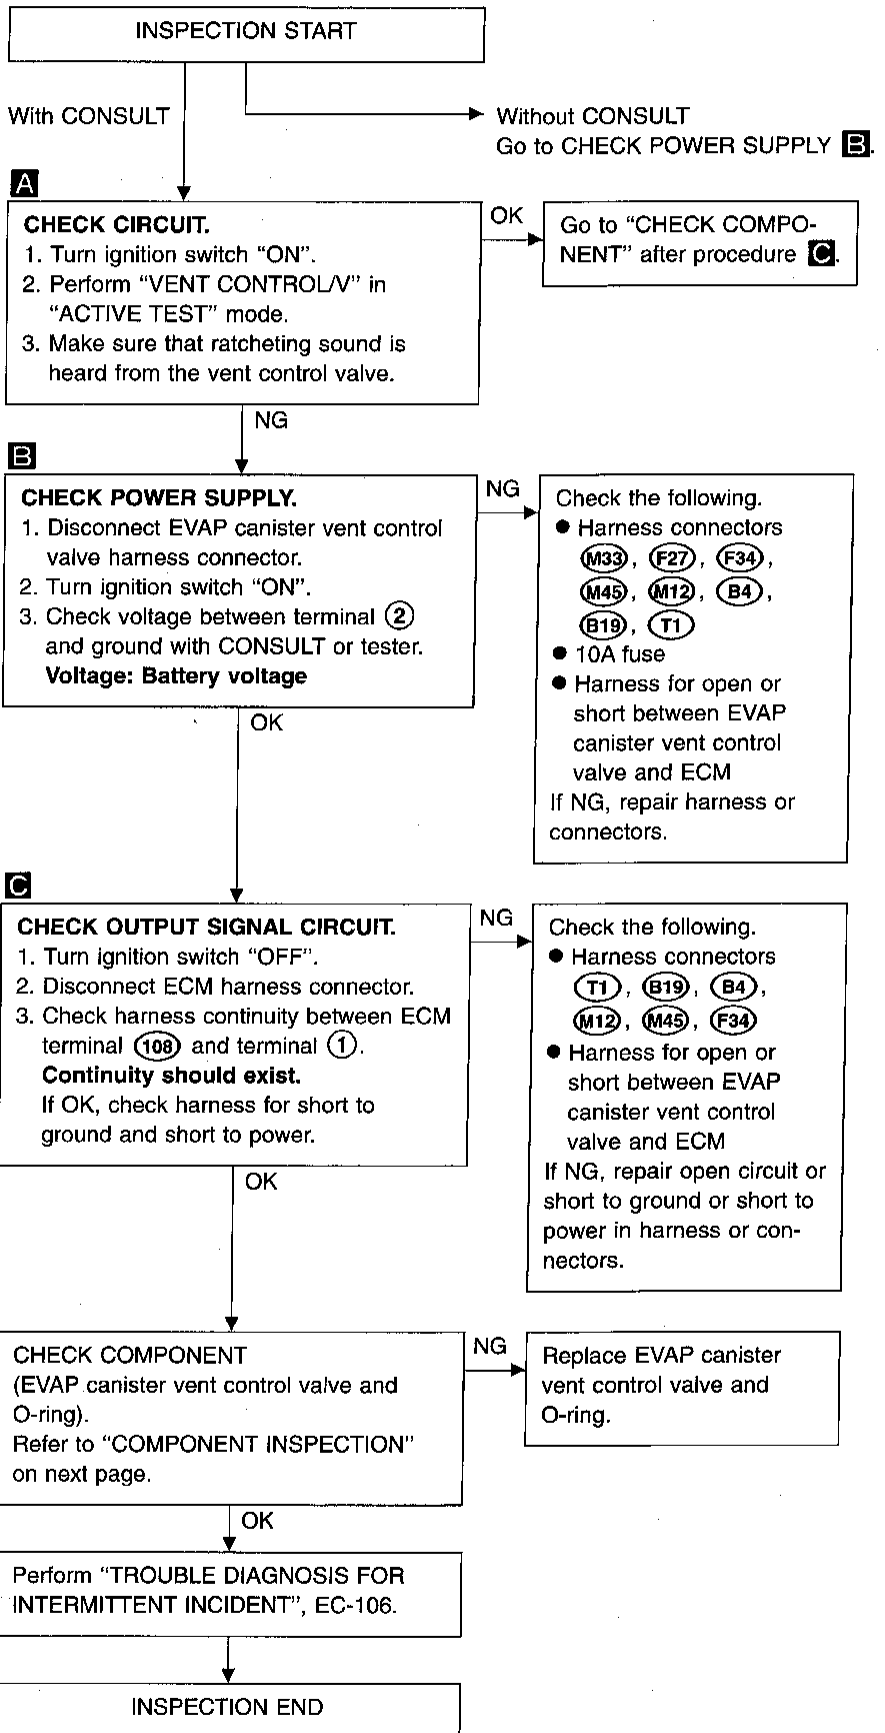 INSPECTION START
With CONSULT
Without CONSULT
Go to CHECK POWER SUPPLY B.
A
CHECK CIRCUIT.
1. Turn ignition switch “ON”.
2. Perform “VENT CONTROL/V” in
“ACTIVE TEST” mode.
3. Make sure that ratcheting sound is
heard from the vent control valve.
OK
Go to “CHECK COMPO-
NENT” after procedure C.
NG
B
CHECK POWER SUPPLY.
1. Disconnect EVAP canister vent control
valve harness connector.
2. Turn ignition switch “ON”.
3. Check voltage between terminal 2
and ground with CONSULT or tester.
Voltage: Battery voltage
NG
Check the following.
● Harness connectors
M33, F27, F34,
M45, M12, B4,
B19, T1
● 10A fuse
● Harness for open or
short between EVAP
canister vent control
valve and ECM
If NG, repair harness or
connectors.
OK
C
CHECK OUTPUT SIGNAL CIRCUIT.
1. Turn ignition switch “OFF”.
2. Disconnect ECM harness connector.
3. Check harness continuity between ECM
terminal 108 and terminal 1.
Continuity should exist.
If OK, check harness for short to
ground and short to power.
NG
Check the following.
● Harness connectors
T1, B19, B4,
M12, M45, F34
● Harness for open or
short between EVAP
canister vent control
valve and ECM
If NG, repair open circuit or
short to ground or short to
power in harness or con-
nectors.
OK
CHECK COMPONENT
(EVAP canister vent control valve and
O-ring).
Refer to “COMPONENT INSPECTION”
on next page.
NG
Replace EVAP canister
vent control valve and
O-ring.
OK
Perform “TROUBLE DIAGNOSIS FOR
INTERMITTENT INCIDENT”, EC-106.
INSPECTION END